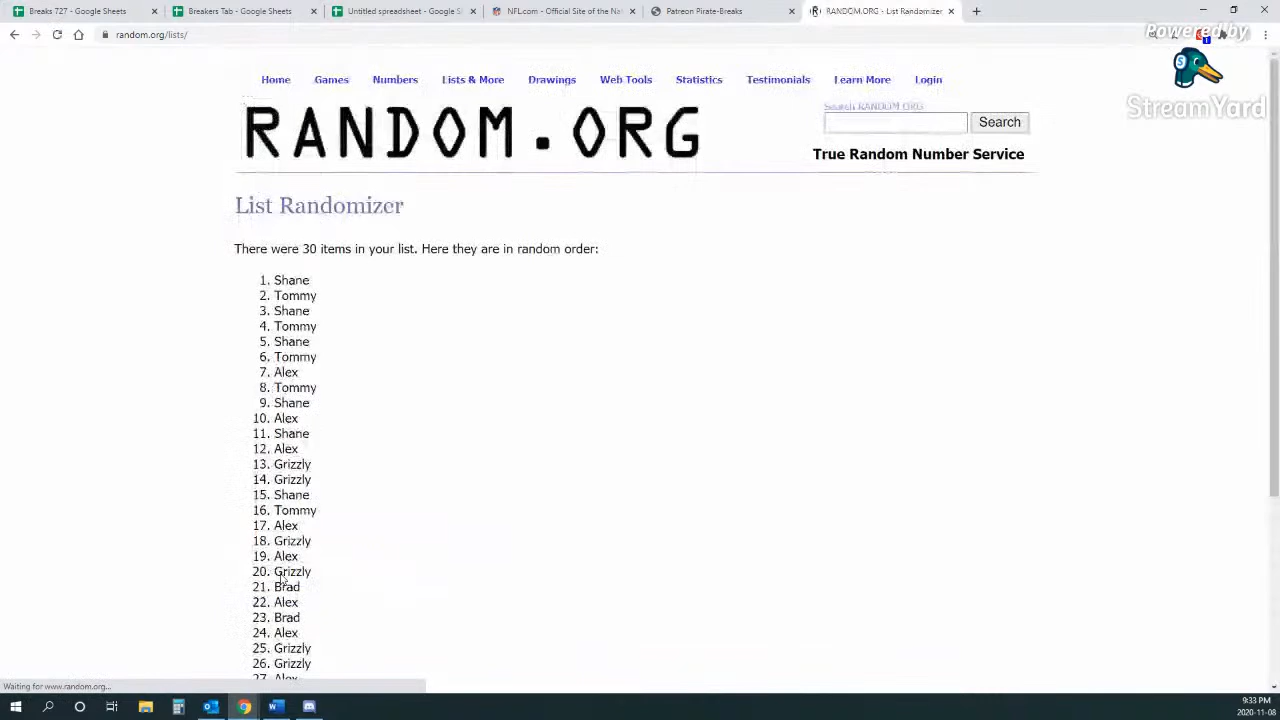 Breaks 727 - Google Sheets
Breakers Tab - Google Sheets
Untitled spreadsheet - Google S
NFL.com - Official Site of the Na
Patreon Pirate-Breaks
RANDOM.ORG - List Randomizer
random.org/lists/
Powered by
StreamYard
Home Games Numbers Lists & More Drawings Web Tools Statistics Testimonials Learn More Login
RANDOM.ORG
Search RANDOM.ORG
Search
True Random Number Service
List Randomizer
There were 30 items in your list. Here they are in random order:
1. Shane
2. Tommy
3. Shane
4. Tommy
5. Shane
6. Tommy
7. Alex
8. Tommy
9. Shane
10. Alex
11. Shane
12. Alex
13. Grizzly
14. Grizzly
15. Shane
16. Tommy
17. Alex
18. Grizzly
19. Alex
20. Grizzly
21. Brad
22. Alex
23. Brad
24. Alex
25. Grizzly
26. Grizzly
27. Alex
Waiting for www.random.org...
9:33 PM
2020-11-08